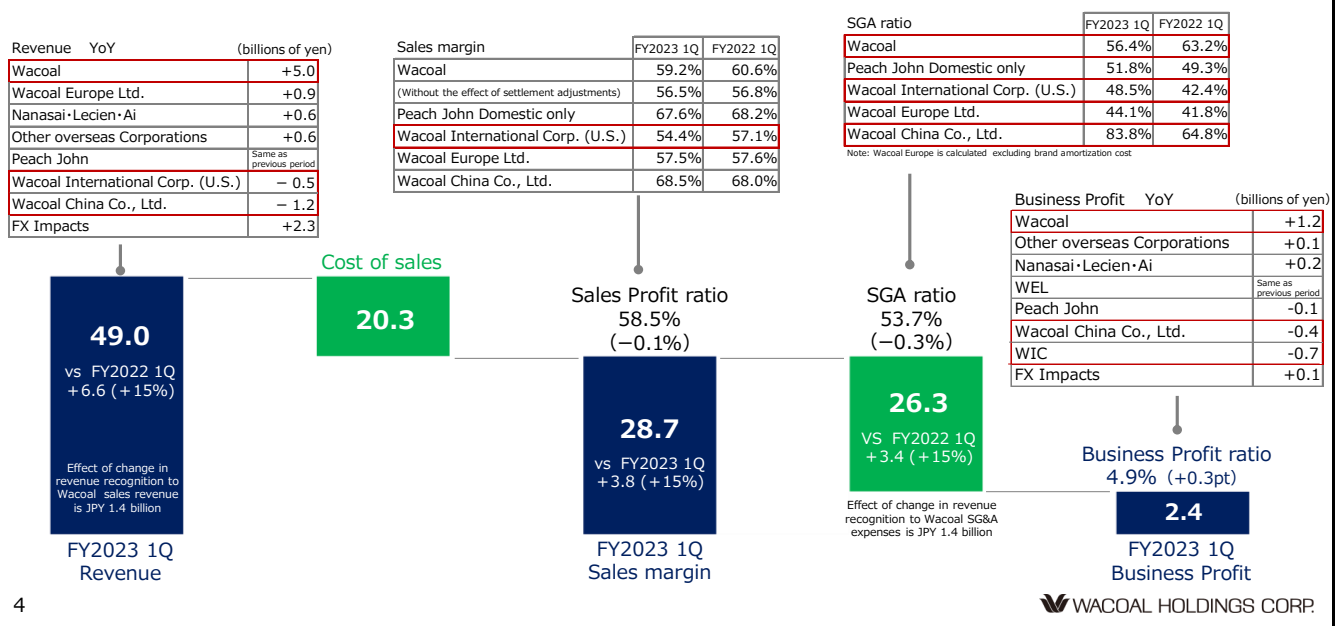 Revenue YoY (billions of yen)
Wacoal +5.0
Wacoal Europe Ltd. +0.9
Nanasai･Lecien･Ai +0.6
Other overseas Corporations +0.6
Peach John Same as previous period
Wacoal International Corp. (U.S.) － 0.5
Wacoal China Co., Ltd. － 1.2
FX Impacts +2.3
Sales margin FY2023 1Q FY2022 1Q
Wacoal 59.2% 60.6%
(Without the effect of settlement adjustments) 56.5% 56.8%
Peach John Domestic only 67.6% 68.2%
Wacoal International Corp. (U.S.) 54.4% 57.1%
Wacoal Europe Ltd. 57.5% 57.6%
Wacoal China Co., Ltd. 68.5% 68.0%
SGA ratio FY2023 1Q FY2022 1Q
Wacoal 56.4% 63.2%
Peach John Domestic only 51.8% 49.3%
Wacoal International Corp. (U.S.) 48.5% 42.4%
Wacoal Europe Ltd. 44.1% 41.8%
Wacoal China Co., Ltd. 83.8% 64.8%
Note: Wacoal Europe is calculated excluding brand amortization cost
Business Profit YoY (billions of yen)
Wacoal +1.2
Other overseas Corporations +0.1
Nanasai･Lecien･Ai +0.2
WEL Same as previous period
Peach John -0.1
Wacoal China Co., Ltd. -0.4
WIC -0.7
FX Impacts +0.1
49.0
vs FY2022 1Q
+6.6 (+15%)
Effect of change in
revenue recognition to
Wacoal sales revenue
is JPY 1.4 billion
FY2023 1Q
Revenue
Cost of sales
20.3
Sales Profit ratio
58.5%
(－0.1%)
28.7
vs FY2023 1Q
+3.8 (+15%)
FY2023 1Q
Sales margin
SGA ratio
53.7%
(－0.3%)
26.3
VS FY2022 1Q
+3.4 (+15%)
Effect of change in revenue
recognition to Wacoal SG&A
expenses is JPY 1.4 billion
Business Profit ratio
4.9% (+0.3pt)
2.4
FY2023 1Q
Business Profit
4
WACOAL HOLDINGS CORP.